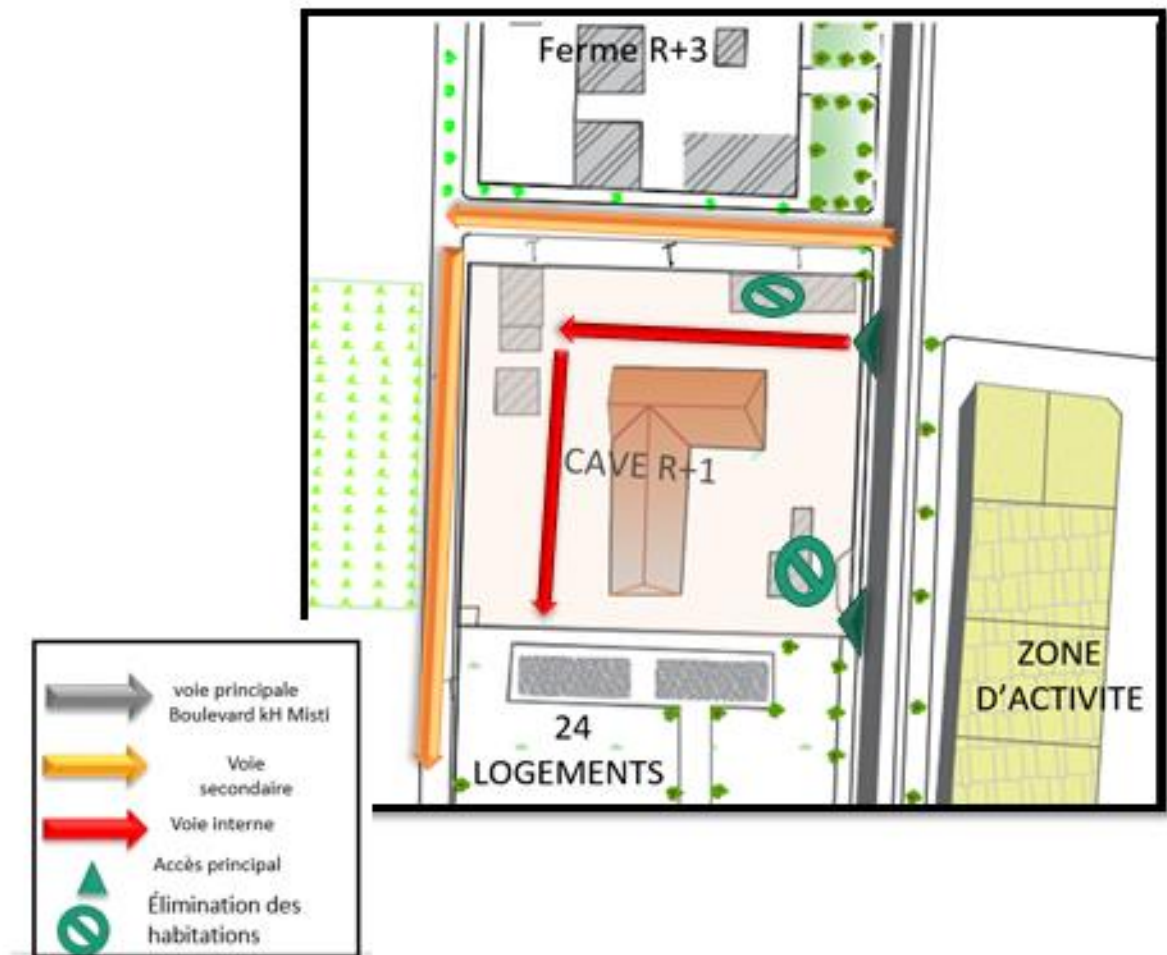 Ferme R+3
CAVE R+1
ZONE
D'ACTIVITE
24
LOGEMENTS
voie principale
Boulevard kH Misti
Voie
secondaire
Voie interne
Accès principal
Élimination des
habitations